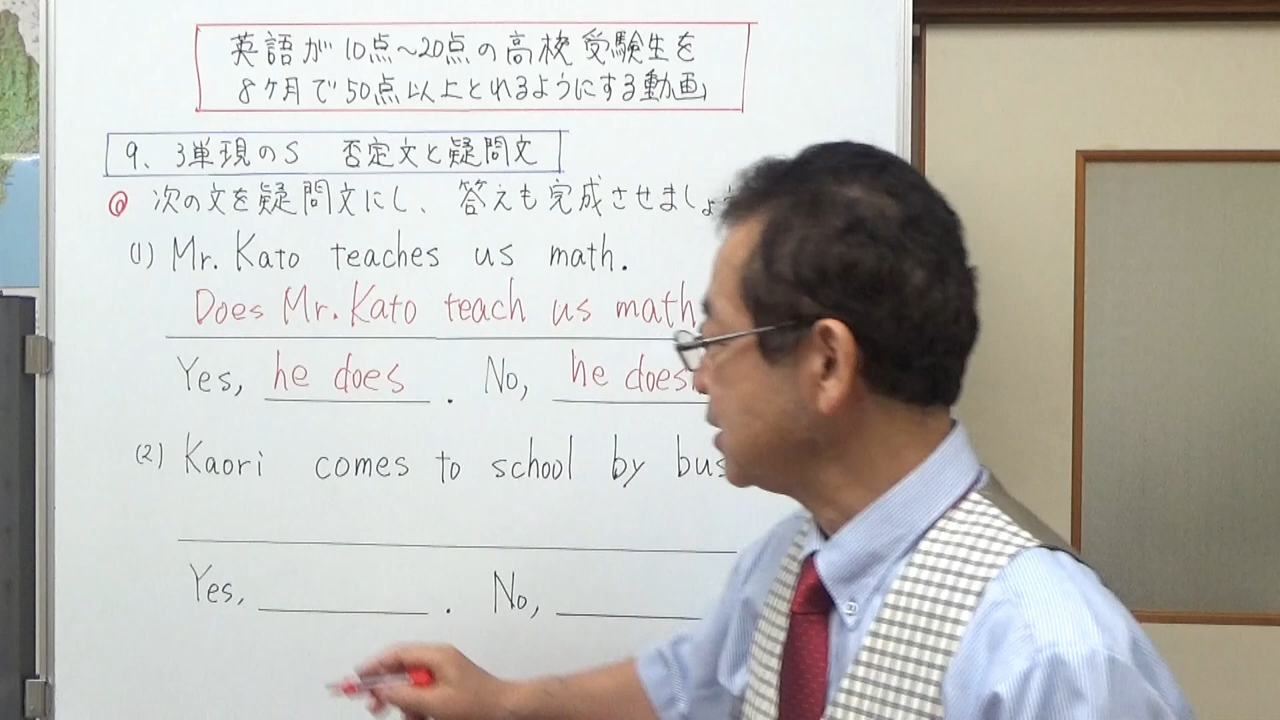 英語が10点~20点の高校受験生を
8ヶ月で50点以上とれるようにする動画
9、3単現のS 否定文と疑問文
Q 次の文を疑問文にし、答えも完成させましょ
(1) Mr. Kato teaches us math.
Does Mr. Kato teach us math
Yes, he does. No, he does
(2) Kaori comes to school by bus
Yes, . No,